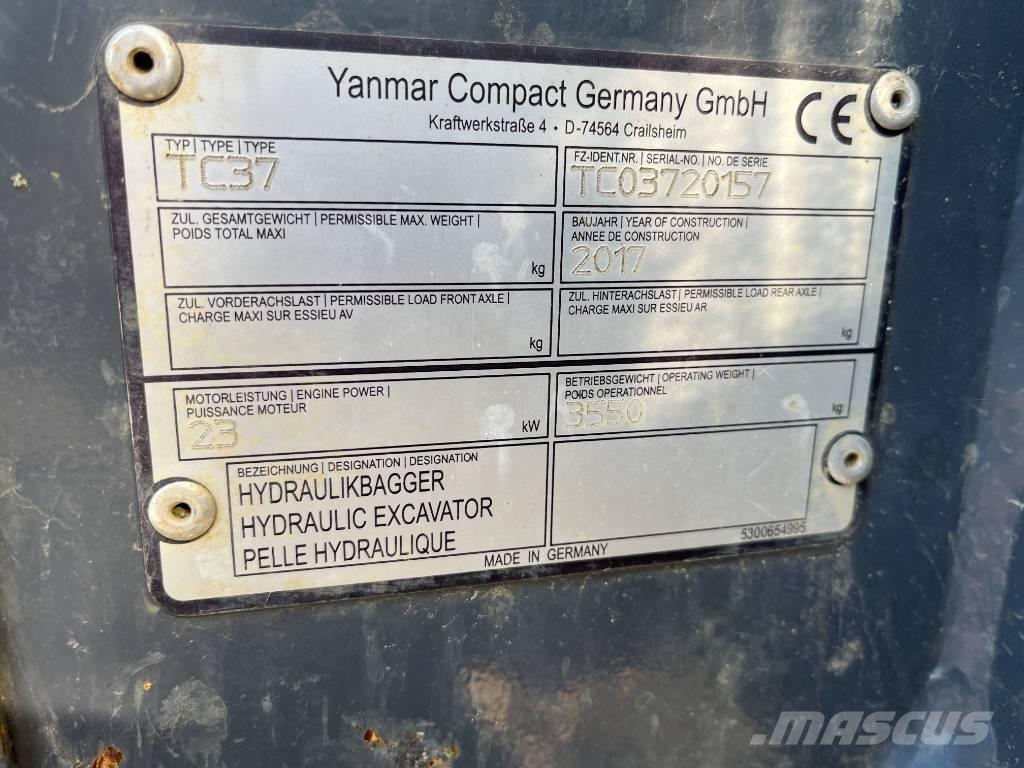 Yanmar Compact Germany GmbH
Kraftwerkstraße 4 • D-74564 Crailsheim
CE
TYP | TYPE | TYPE
TC37
FZ-IDENT.NR. | SERIAL-NO. | NO. DE SERIE
TC03720157
ZUL. GESAMTGEWICHT | PERMISSIBLE MAX. WEIGHT |
POIDS TOTAL MAXI
kg
BAUJAHR | YEAR OF CONSTRUCTION |
ANNEE DE CONSTRUCTION
2017
ZUL. VORDERACHSLAST | PERMISSIBLE LOAD FRONT AXLE |
CHARGE MAXI SUR ESSIEU AV
kg
ZUL. HINTERACHSLAST | PERMISSIBLE LOAD REAR AXLE |
CHARGE MAXI SUR ESSIEU AR
kg
MOTORLEISTUNG | ENGINE POWER |
PUISSANCE MOTEUR
23 kW
BETRIEBSGEWICHT | OPERATING WEIGHT |
POIDS OPERATIONNEL
3550 kg
BEZEICHNUNG | DESIGNATION | DESIGNATION
HYDRAULIKBAGGER
HYDRAULIC EXCAVATOR
PELLE HYDRAULIQUE
MADE IN GERMANY
5300654995
MASCUS